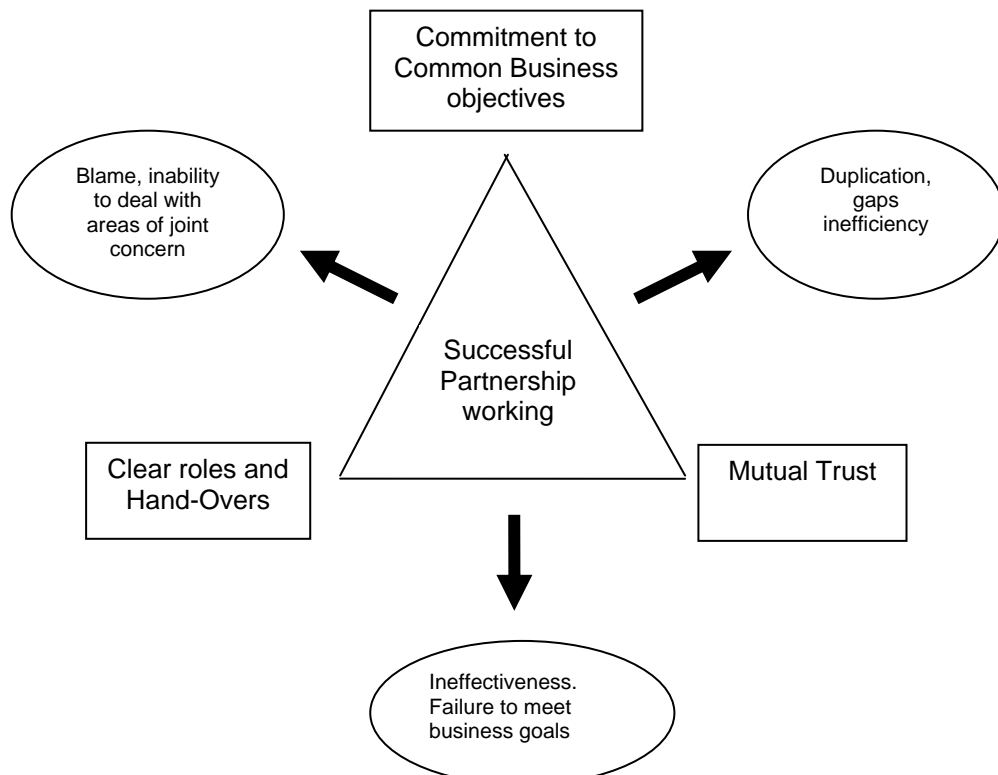 Commitment to
Common Business
objectives
Blame, inability
to deal with
areas of joint
concern
Duplication,
gaps
inefficiency
Successful
Partnership
working
Clear roles and
Hand-Overs
Mutual Trust
Ineffectiveness.
Failure to meet
business goals